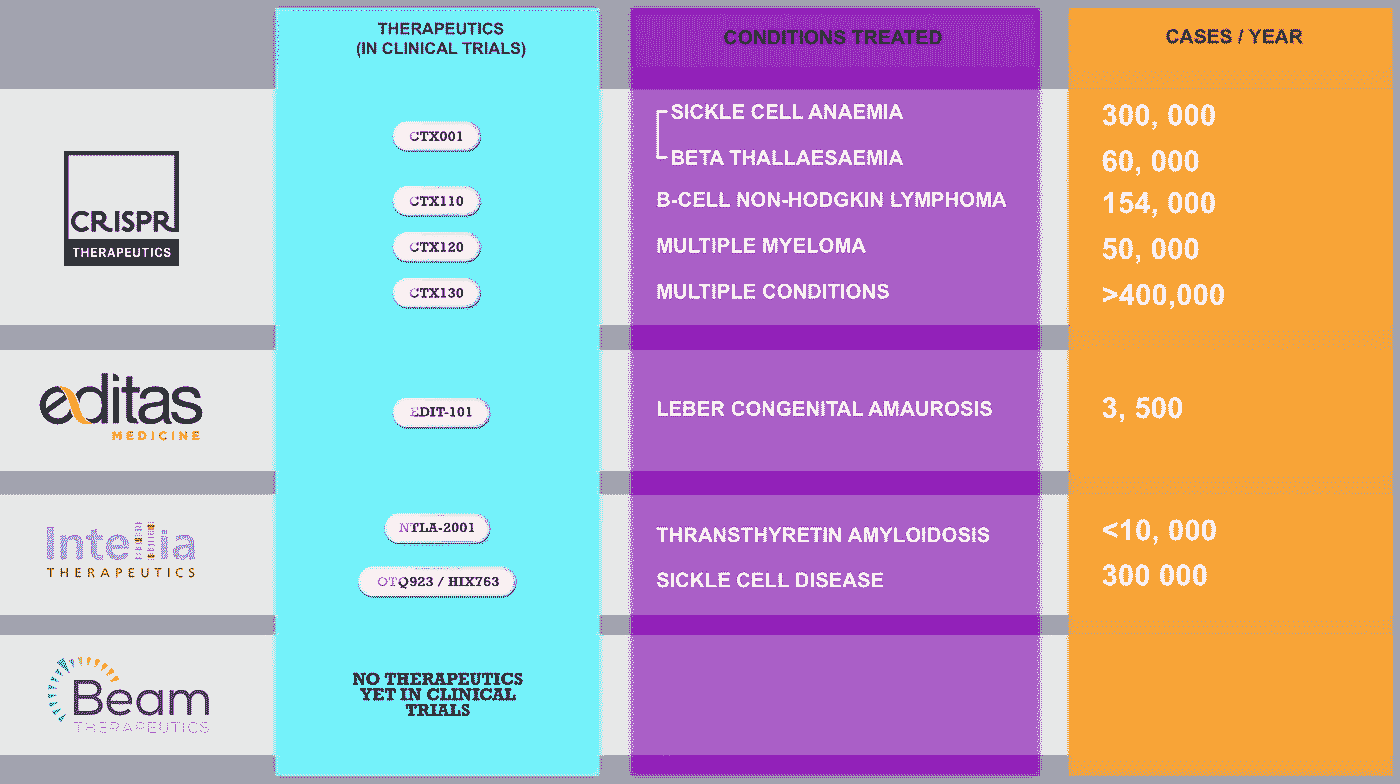 THERAPEUTICS
(IN CLINICAL TRIALS)
CONDITIONS TREATED
CASES / YEAR
CRISPR
THERAPEUTICS
CTX001
SICKLE CELL ANAEMIA
300, 000
BETA THALLAESAEMIA
60, 000
CTX110
B-CELL NON-HODGKIN LYMPHOMA
154, 000
CTX120
MULTIPLE MYELOMA
50, 000
CTX130
MULTIPLE CONDITIONS
>400,000
editas
MEDICINE
EDIT-101
LEBER CONGENITAL AMAUROSIS
3, 500
Intellia
THERAPEUTICS
NTLA-2001
THRANSTHYRETIN AMYLOIDOSIS
<10, 000
OTQ923 / HIX763
SICKLE CELL DISEASE
300 000
Beam
THERAPEUTICS
NO THERAPEUTICS
YET IN CLINICAL
TRIALS